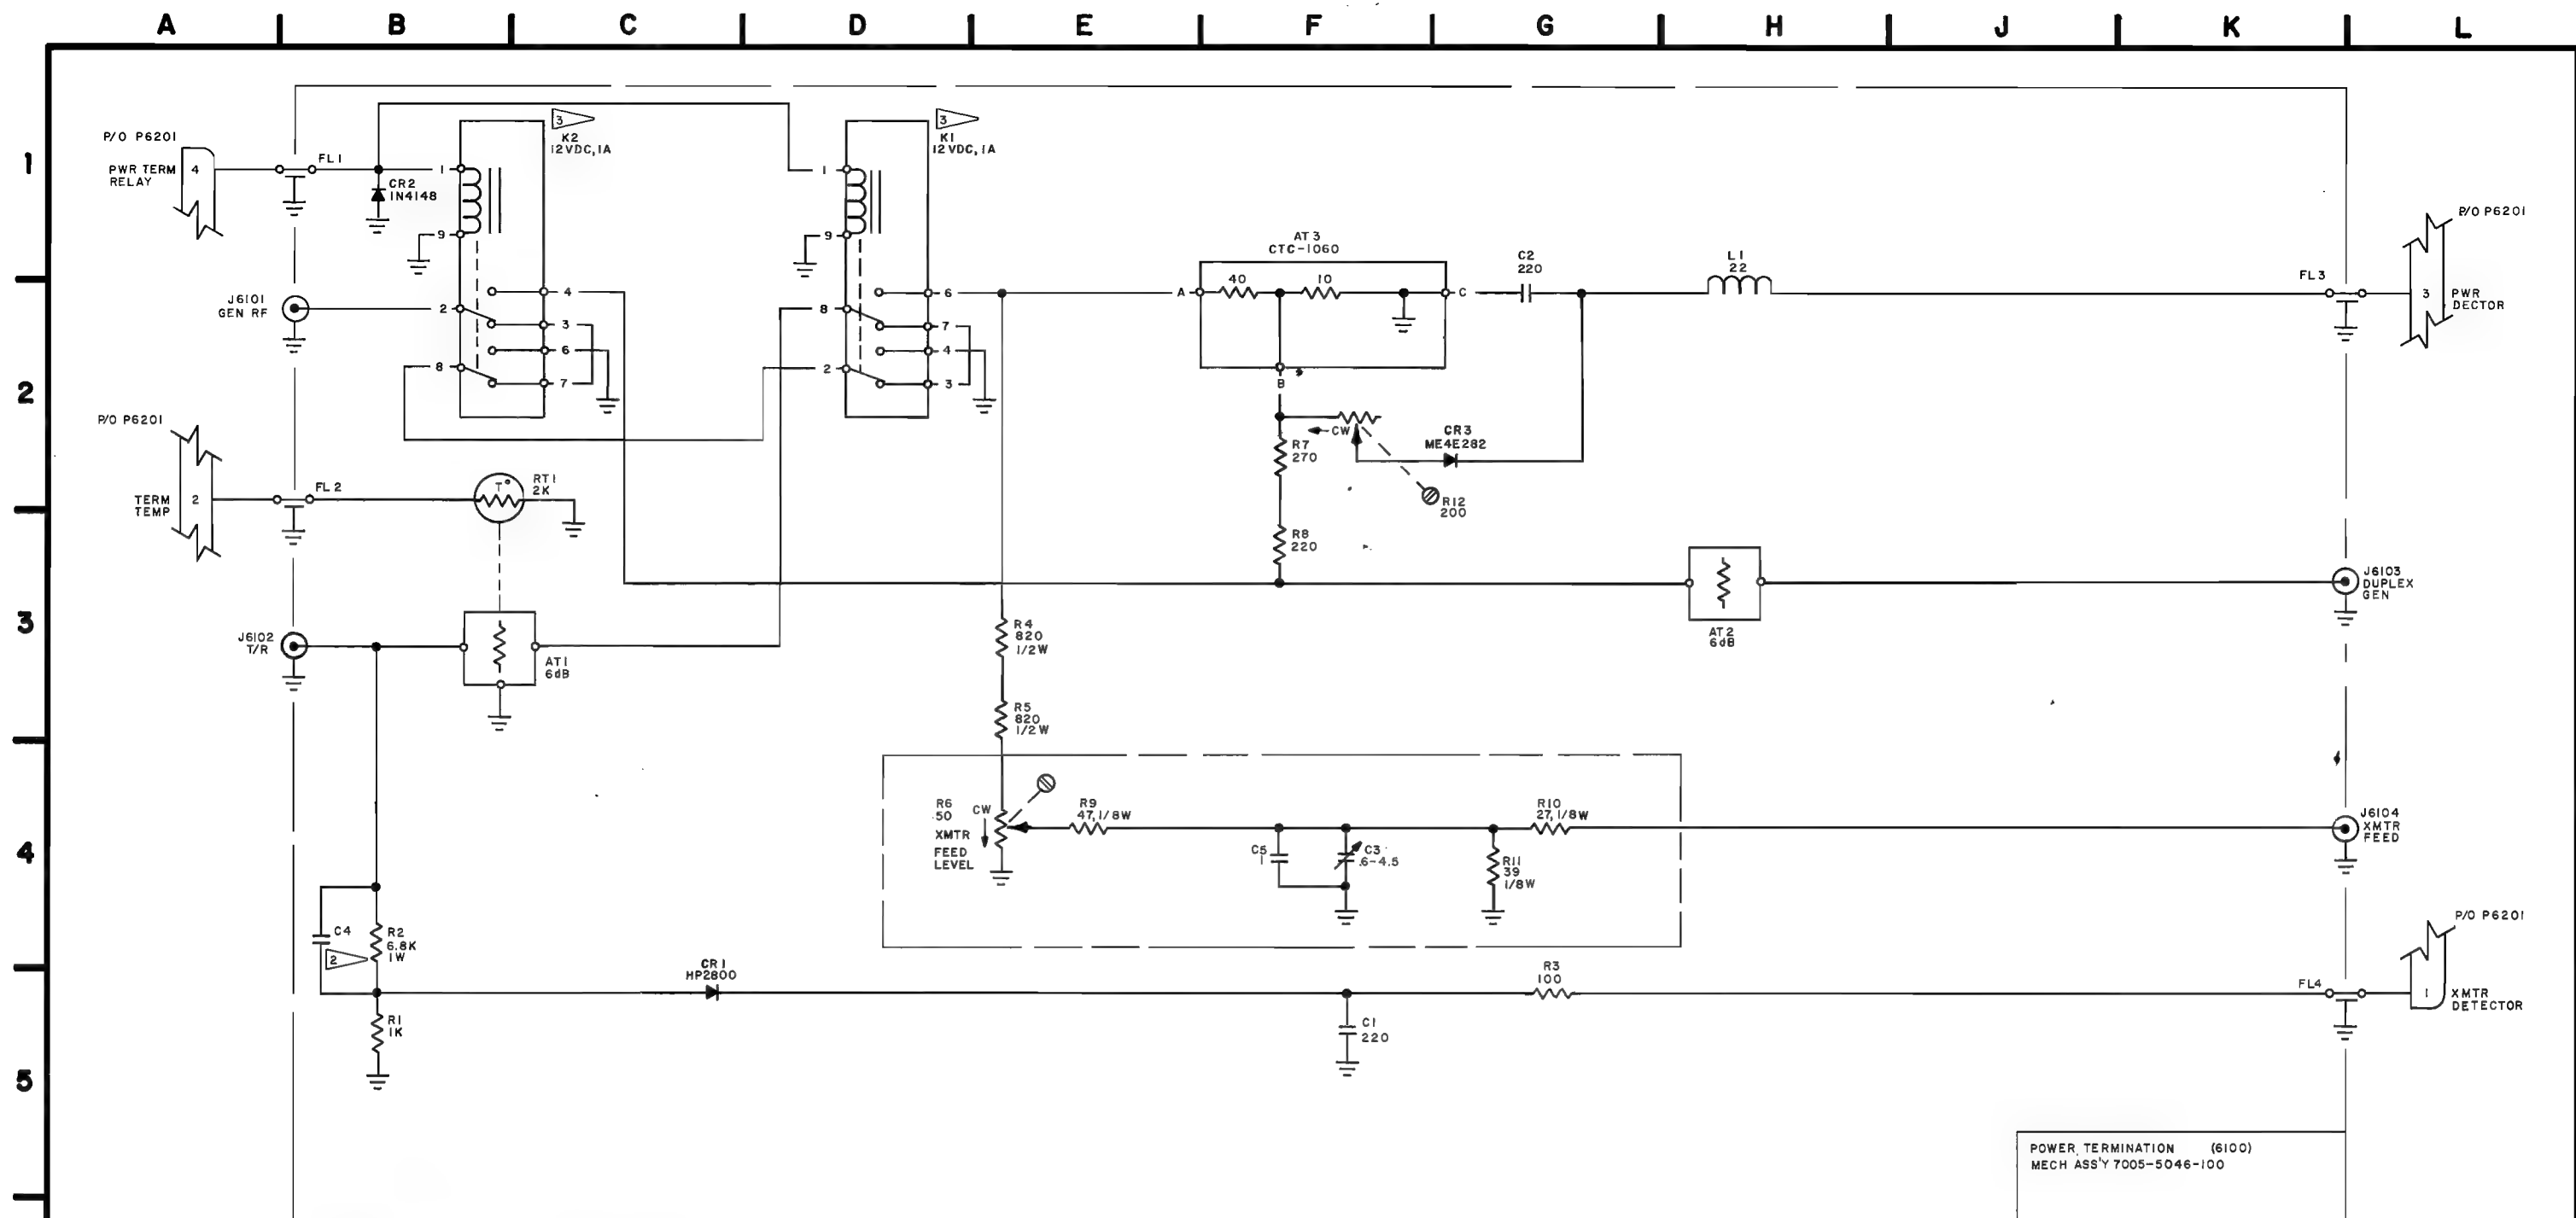 A B C D E F G H J K L
1
2
3
4
5
P/O P6201
PWR TERM
RELAY
4
FL1
CR2
1N4148
1
9
2
8
3
K2
12VDC,1A
4
3
6
7
1
9
8
2
3
K1
12VDC,1A
6
7
4
3
J6101
GEN RF
AT3
CTC-1060
40
10
A
B
C
C2
220
L1
22
FL3
P/O P6201
3
PWR
DECTOR
CW
CR3
ME4E282
R7
270
R12
200
R8
220
P/O P6201
TERM
TEMP
2
FL2
T°
RT1
2K
J6102
T/R
AT1
6dB
R4
820
1/2W
R5
820
1/2W
AT2
6dB
J6103
DUPLEX
GEN
R6
50
XMTR
FEED
LEVEL
CW
R9
47,1/8W
C5
1
C3
.6-4.5
R10
27,1/8W
R11
39
1/8W
J6104
XMTR
FEED
C4
2
R2
6.8K
1W
R1
1K
CR1
HP2800
R3
100
C1
220
FL4
P/O P6201
1
XMTR
DETECTOR
POWER TERMINATION (6100)
MECH ASS'Y 7005-5046-100